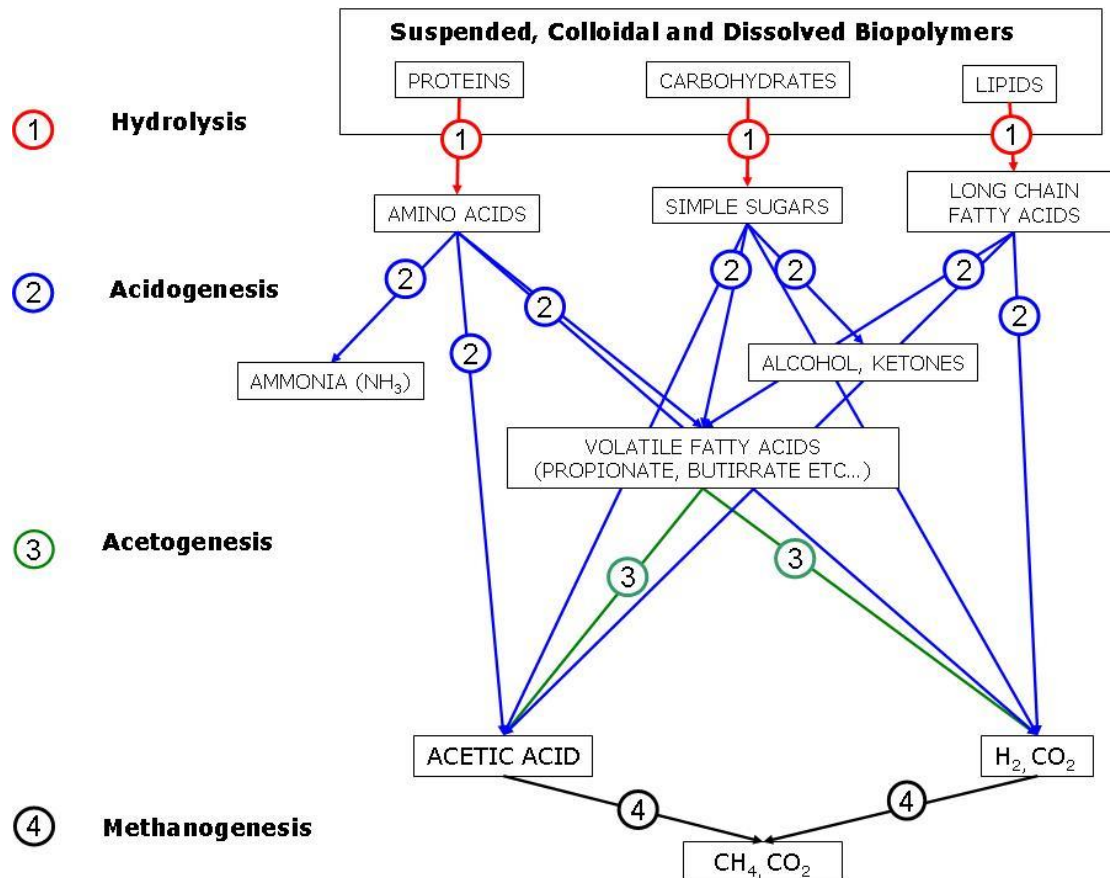 Suspended, Colloidal and Dissolved Biopolymers
PROTEINS
CARBOHYDRATES
LIPIDS
1 Hydrolysis
1
1
1
AMINO ACIDS
SIMPLE SUGARS
LONG CHAIN
FATTY ACIDS
2 Acidogenesis
2
2
2
2
2
2
2
AMMONIA (NH₃)
ALCOHOL, KETONES
VOLATILE FATTY ACIDS
(PROPIONATE, BUTIRRATE ETC...)
3 Acetogenesis
3
3
ACETIC ACID
H₂, CO₂
4 Methanogenesis
4
4
CH₄, CO₂